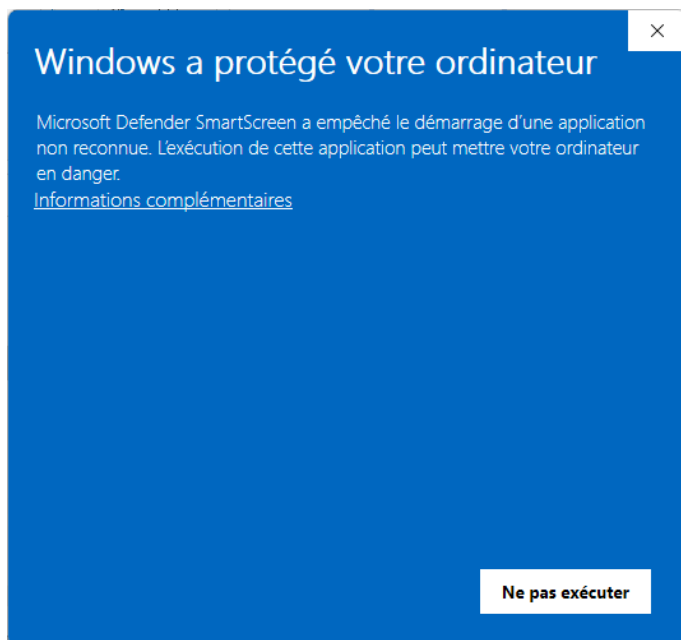 Windows a protégé votre ordinateur
Microsoft Defender SmartScreen a empêché le démarrage d'une application
non reconnue. L'exécution de cette application peut mettre votre ordinateur
en danger.
Informations complémentaires
Ne pas exécuter